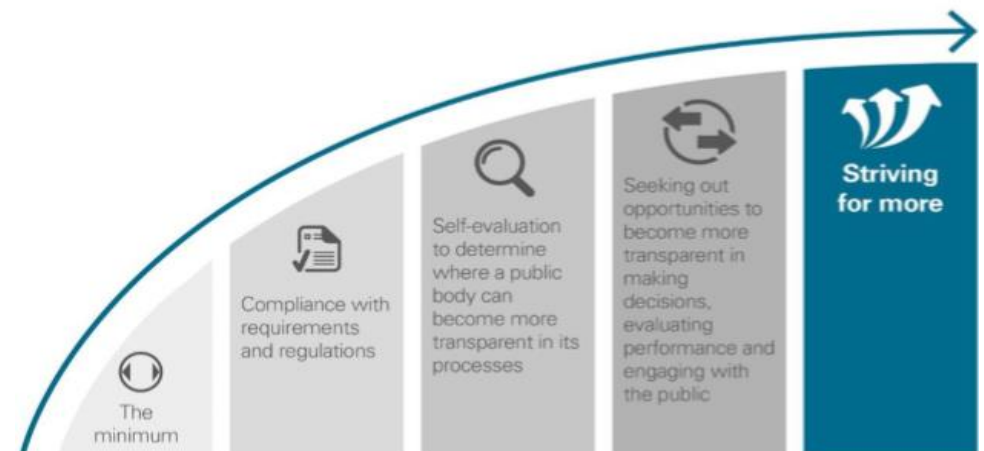 The
minimum
Compliance with
requirements
and regulations
Self-evaluation
to determine
where a public
body can
become more
transparent in its
processes
Seeking out
opportunities to
become more
transparent in
making
decisions,
evaluating
performance and
engaging with
the public
Striving
for more